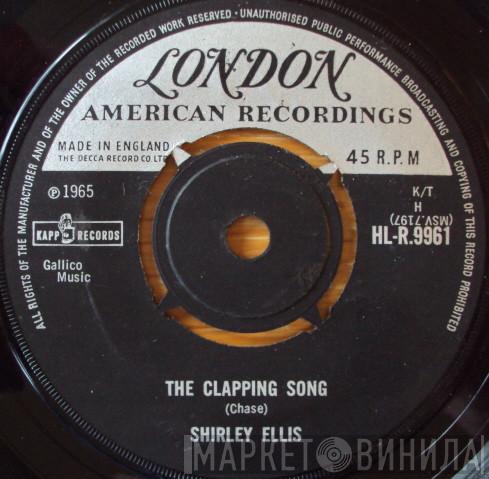 ALL RIGHTS OF THE MANUFACTURER AND OF THE OWNER OF THE RECORDED WORK RESERVED · UNAUTHORISED PUBLIC PERFORMANCE BROADCASTING AND COPYING OF THIS RECORD PROHIBITED
LONDON
AMERICAN RECORDINGS
MADE IN ENGLAND
THE DECCA RECORD CO. LTD
45 R.P.M
℗ 1965
K/T
H
(MSV.7197)
KAPP RECORDS
HL-R.9961
Gallico
Music
THE CLAPPING SONG
(Chase)
SHIRLEY ELLIS
МАРКЕТ ВИНИЛА